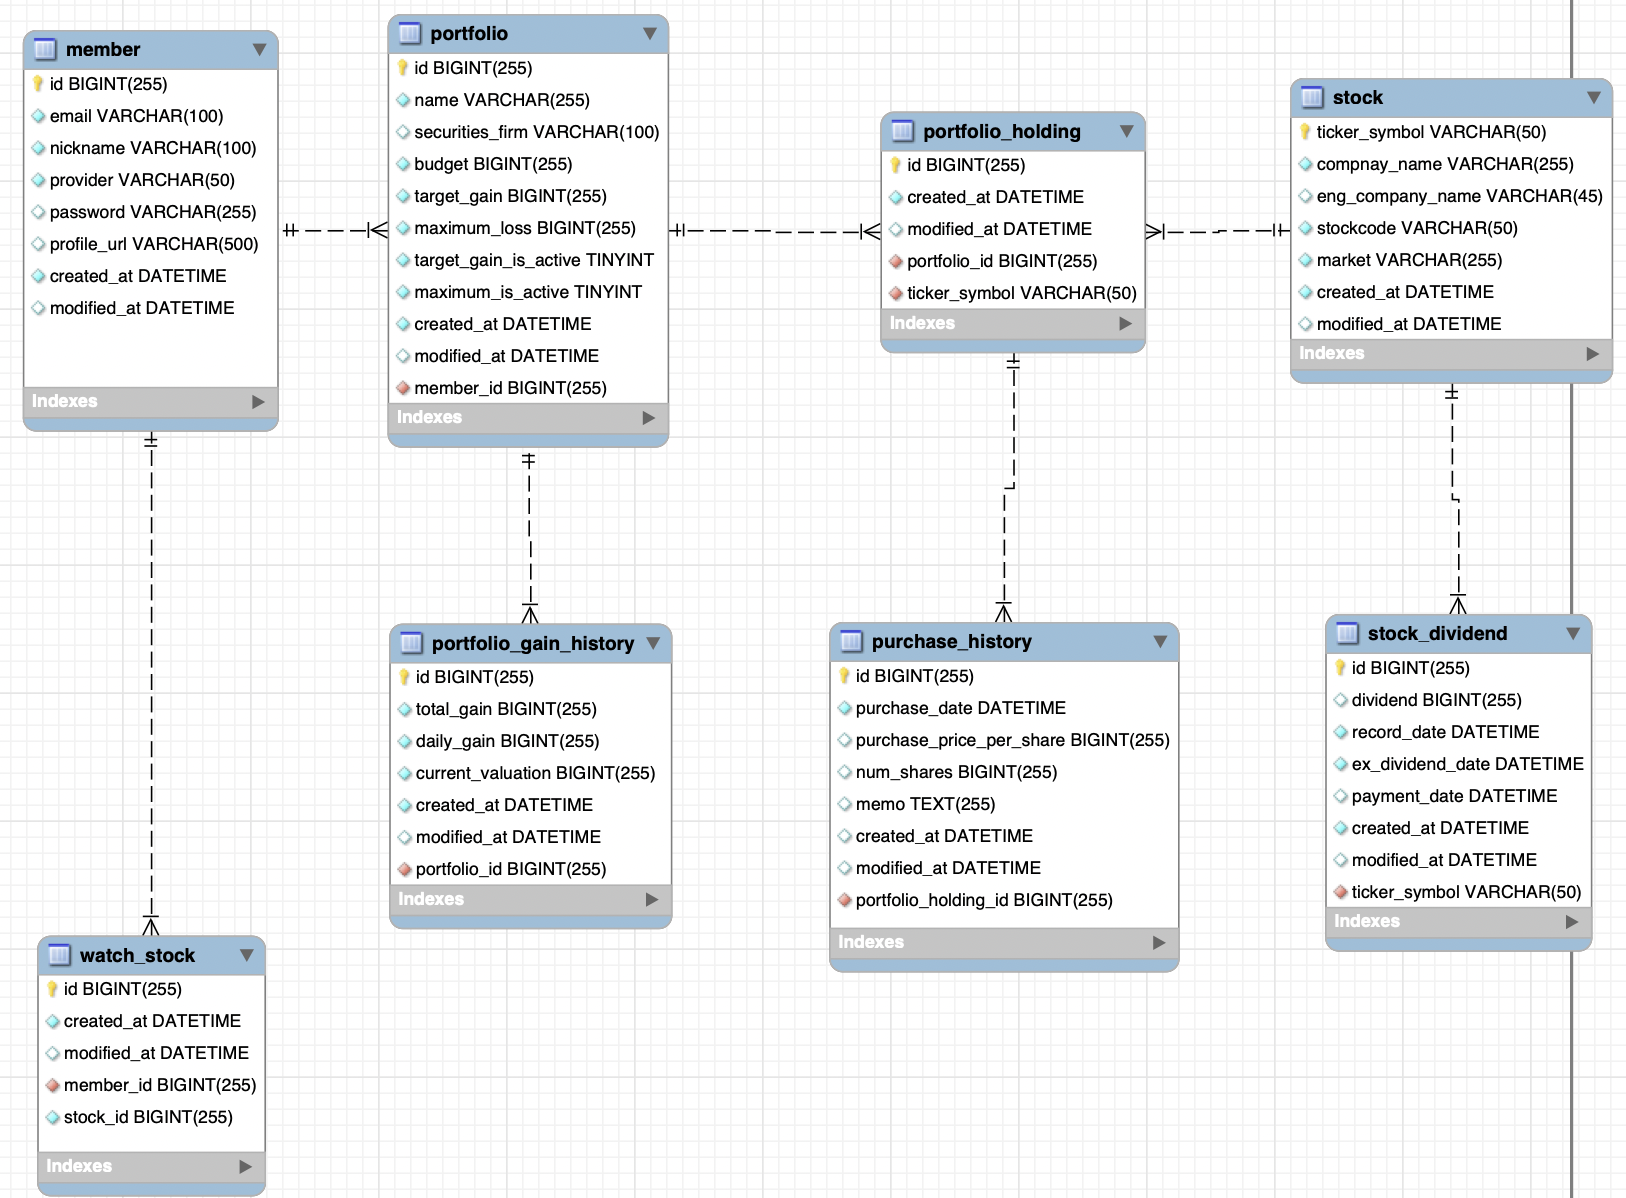 member
id BIGINT(255)
email VARCHAR(100)
nickname VARCHAR(100)
provider VARCHAR(50)
password VARCHAR(255)
profile_url VARCHAR(500)
created_at DATETIME
modified_at DATETIME
Indexes
portfolio
id BIGINT(255)
name VARCHAR(255)
securities_firm VARCHAR(100)
budget BIGINT(255)
target_gain BIGINT(255)
maximum_loss BIGINT(255)
target_gain_is_active TINYINT
maximum_is_active TINYINT
created_at DATETIME
modified_at DATETIME
member_id BIGINT(255)
Indexes
portfolio_holding
id BIGINT(255)
created_at DATETIME
modified_at DATETIME
portfolio_id BIGINT(255)
ticker_symbol VARCHAR(50)
Indexes
stock
ticker_symbol VARCHAR(50)
compnay_name VARCHAR(255)
eng_company_name VARCHAR(45)
stockcode VARCHAR(50)
market VARCHAR(255)
created_at DATETIME
modified_at DATETIME
Indexes
portfolio_gain_history
id BIGINT(255)
total_gain BIGINT(255)
daily_gain BIGINT(255)
current_valuation BIGINT(255)
created_at DATETIME
modified_at DATETIME
portfolio_id BIGINT(255)
Indexes
purchase_history
id BIGINT(255)
purchase_date DATETIME
purchase_price_per_share BIGINT(255)
num_shares BIGINT(255)
memo TEXT(255)
created_at DATETIME
modified_at DATETIME
portfolio_holding_id BIGINT(255)
Indexes
stock_dividend
id BIGINT(255)
dividend BIGINT(255)
record_date DATETIME
ex_dividend_date DATETIME
payment_date DATETIME
created_at DATETIME
modified_at DATETIME
ticker_symbol VARCHAR(50)
Indexes
watch_stock
id BIGINT(255)
created_at DATETIME
modified_at DATETIME
member_id BIGINT(255)
stock_id BIGINT(255)
Indexes